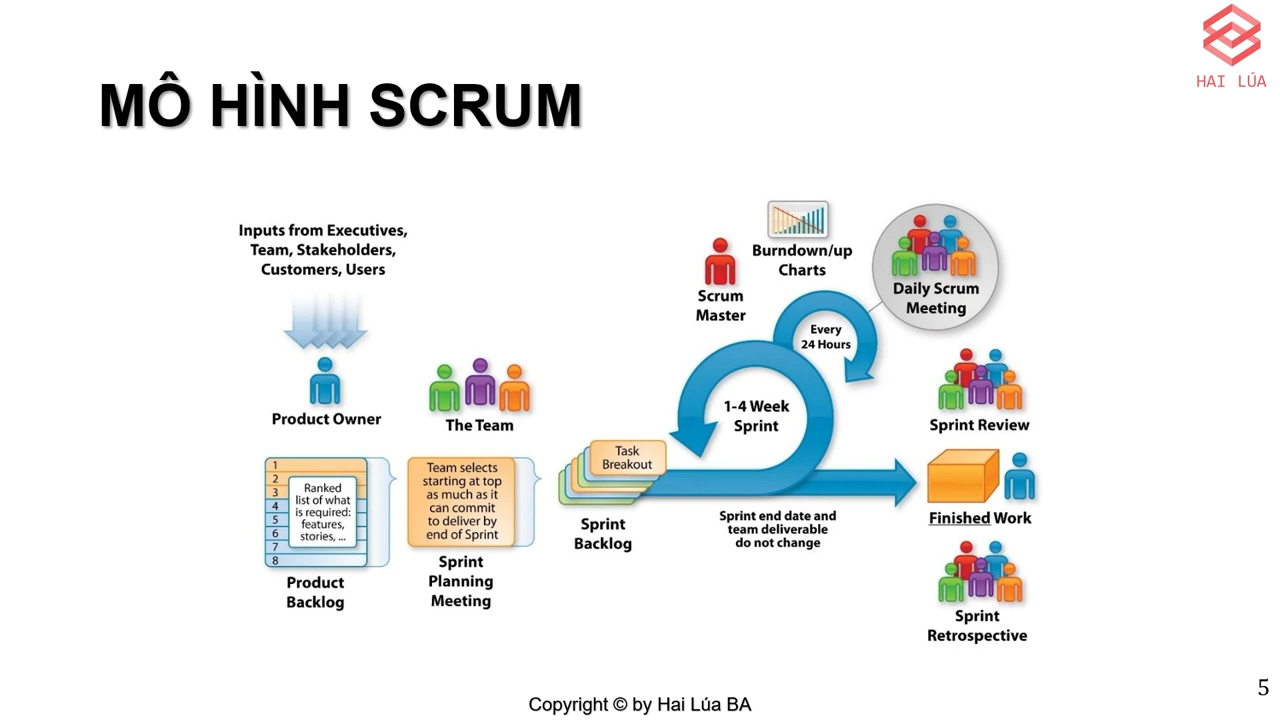 HAI LÚA
MÔ HÌNH SCRUM
Inputs from Executives,
Team, Stakeholders,
Customers, Users
Product Owner
The Team
1
2
3
4
5
6
7
8
Ranked
list of what
is required:
features,
stories, ...
Product
Backlog
Team selects
starting at top
as much as it
can commit
to deliver by
end of Sprint
Sprint
Planning
Meeting
Task
Breakout
Sprint
Backlog
Scrum
Master
Burndown/up
Charts
Daily Scrum
Meeting
Every
24 Hours
1-4 Week
Sprint
Sprint end date and
team deliverable
do not change
Sprint Review
Finished Work
Sprint
Retrospective
Copyright © by Hai Lúa BA
5